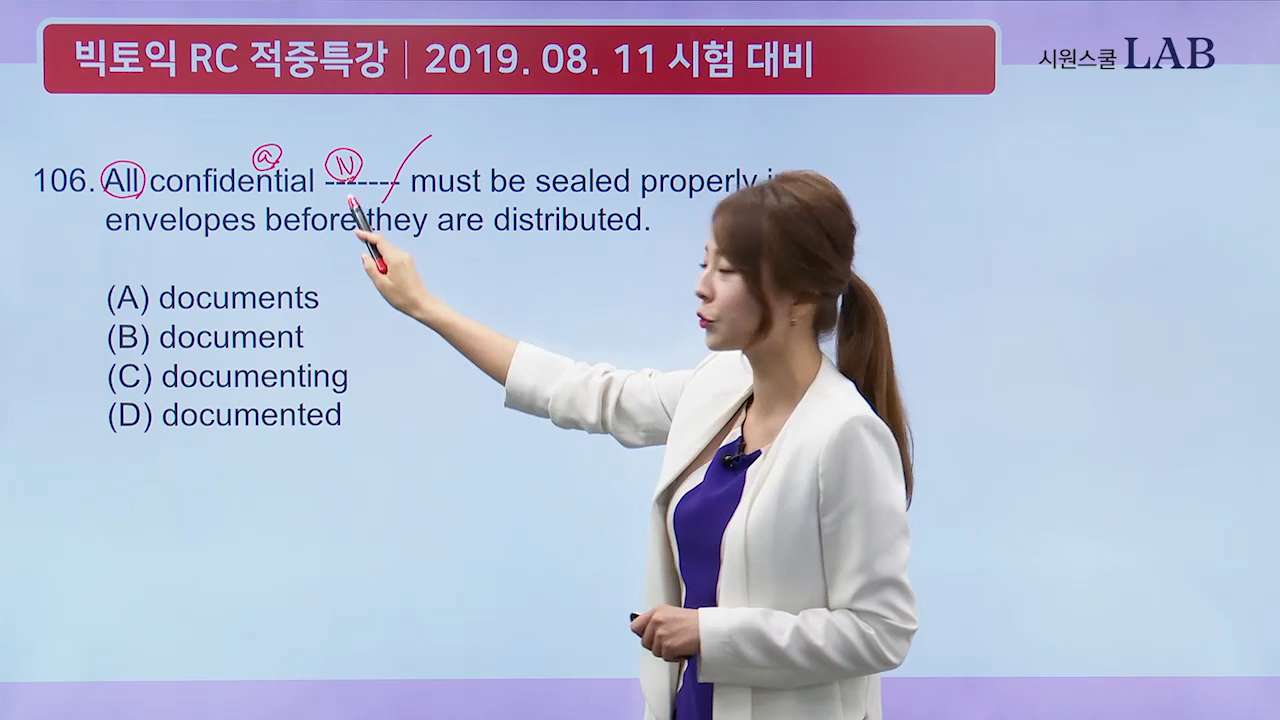 빅토익 RC 적중특강 | 2019. 08. 11 시험 대비
시원스쿨 LAB
a
N
106. All confidential ------- must be sealed properly
envelopes before they are distributed.
(A) documents
(B) document
(C) documenting
(D) documented